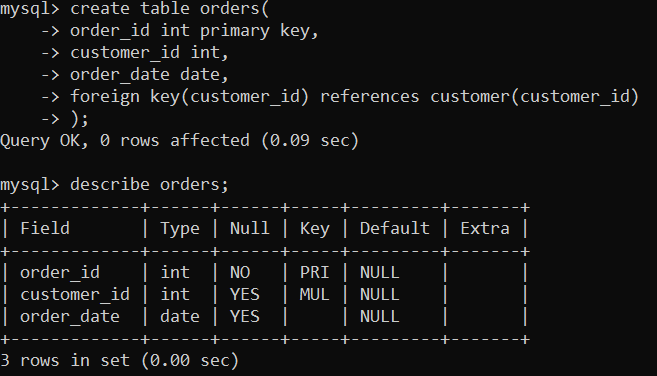 mysql> create table orders(
    -> order_id int primary key,
    -> customer_id int,
    -> order_date date,
    -> foreign key(customer_id) references customer(customer_id)
    -> );
Query OK, 0 rows affected (0.09 sec)

mysql> describe orders;
+-------------+------+------+-----+---------+-------+
| Field       | Type | Null | Key | Default | Extra |
+-------------+------+------+-----+---------+-------+
| order_id    | int  | NO   | PRI | NULL    |       |
| customer_id | int  | YES  | MUL | NULL    |       |
| order_date  | date | YES  |     | NULL    |       |
+-------------+------+------+-----+---------+-------+
3 rows in set (0.00 sec)